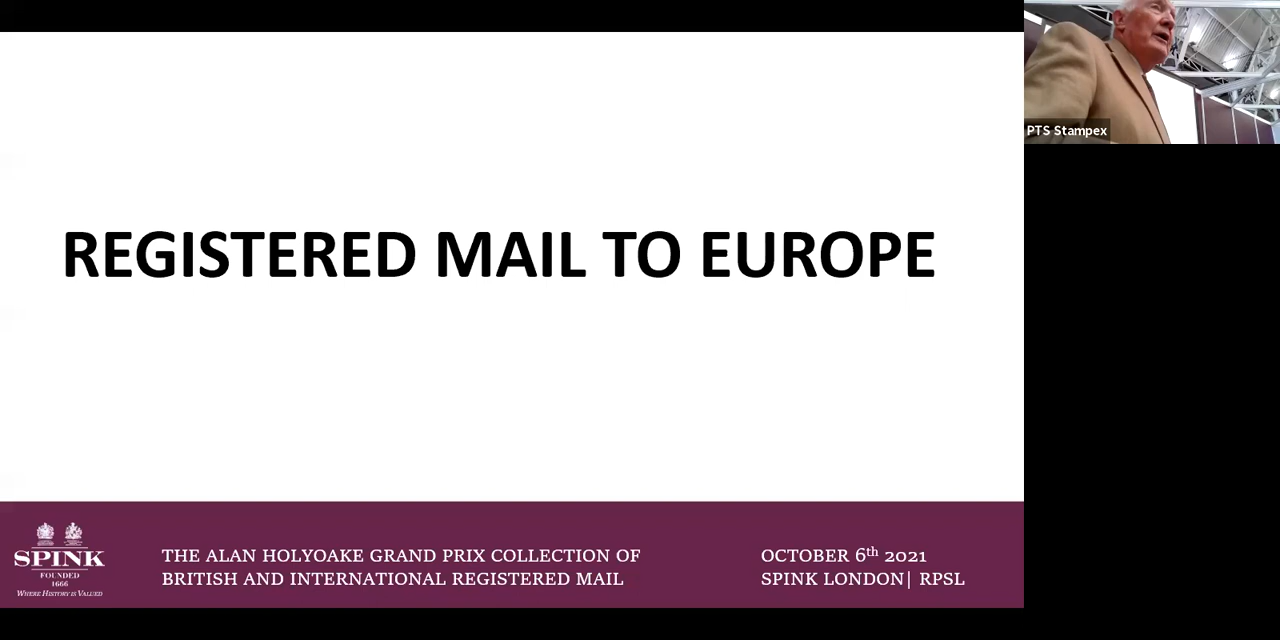 PTS Stampex
REGISTERED MAIL TO EUROPE
SPINK
FOUNDED
1666
WHERE HISTORY IS VALUED
THE ALAN HOLYOAKE GRAND PRIX COLLECTION OF
BRITISH AND INTERNATIONAL REGISTERED MAIL
OCTOBER 6th 2021
SPINK LONDON| RPSL